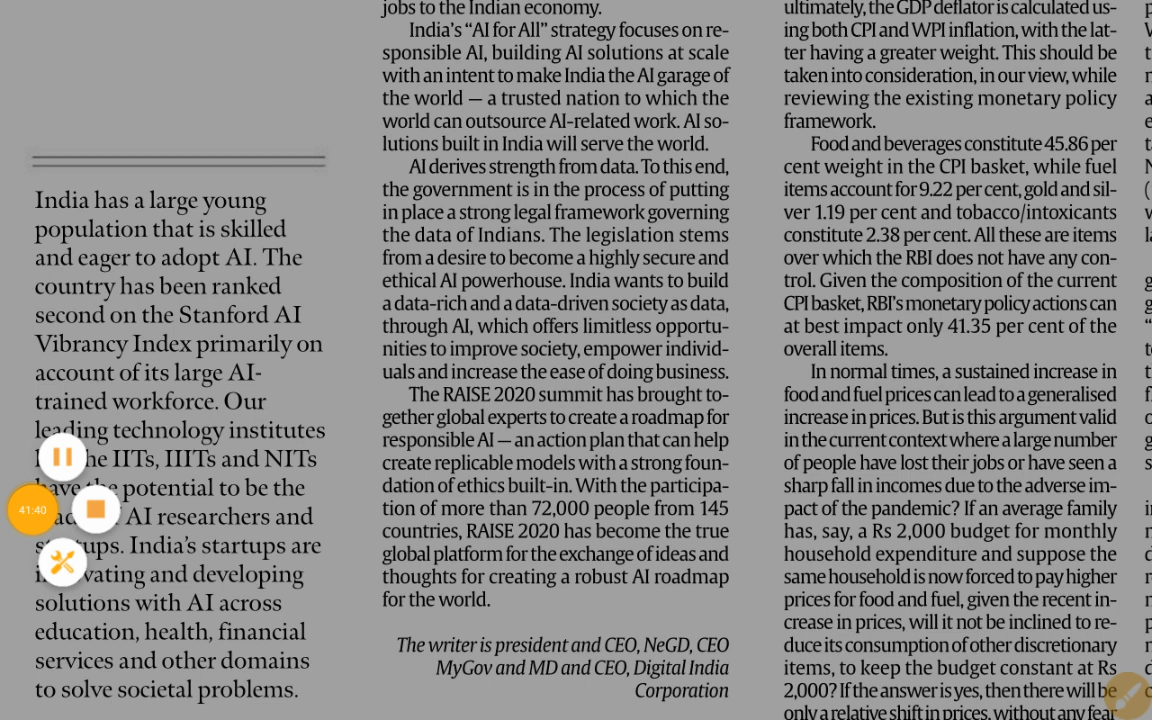 India has a large young
population that is skilled
and eager to adopt AI. The
country has been ranked
second on the Stanford AI
Vibrancy Index primarily on
account of its large AI-
trained workforce. Our
leading technology institutes
he IITs, IIITs and NITs
have the potential to be the
AI researchers and
ups. India's startups are
vating and developing
solutions with AI across
education, health, financial
services and other domains
to solve societal problems.
41:40
jobs to the Indian economy.
India's “AI for All” strategy focuses on re-
sponsible AI, building AI solutions at scale
with an intent to make India the AI garage of
the world — a trusted nation to which the
world can outsource AI-related work. AI so-
lutions built in India will serve the world.
AI derives strength from data. To this end,
the government is in the process of putting
in place a strong legal framework governing
the data of Indians. The legislation stems
from a desire to become a highly secure and
ethical AI powerhouse. India wants to build
a data-rich and a data-driven society as data,
through AI, which offers limitless opportu-
nities to improve society, empower individ-
uals and increase the ease of doing business.
The RAISE 2020 summit has brought to-
gether global experts to create a roadmap for
responsible AI — an action plan that can help
create replicable models with a strong foun-
dation of ethics built-in. With the participa-
tion of more than 72,000 people from 145
countries, RAISE 2020 has become the true
global platform for the exchange of ideas and
thoughts for creating a robust AI roadmap
for the world.
The writer is president and CEO, NeGD, CEO
MyGov and MD and CEO, Digital India
Corporation
ultimately, the GDP deflator is calculated us-
ing both CPI and WPI inflation, with the lat-
ter having a greater weight. This should be
taken into consideration, in our view, while
reviewing the existing monetary policy
framework.
Food and beverages constitute 45.86 per
cent weight in the CPI basket, while fuel
items account for 9.22 per cent, gold and sil-
ver 1.19 per cent and tobacco/intoxicants
constitute 2.38 per cent. All these are items
over which the RBI does not have any con-
trol. Given the composition of the current
CPI basket, RBI's monetary policy actions can
at best impact only 41.35 per cent of the
overall items.
In normal times, a sustained increase in
food and fuel prices can lead to a generalised
increase in prices. But is this argument valid
in the current context where a large number
of people have lost their jobs or have seen a
sharp fall in incomes due to the adverse im-
pact of the pandemic? If an average family
has, say, a Rs 2,000 budget for monthly
household expenditure and suppose the
same household is now forced to pay higher
prices for food and fuel, given the recent in-
crease in prices, will it not be inclined to re-
duce its consumption of other discretionary
items, to keep the budget constant at Rs
2,000? If the answer is yes, then there will be
only a relative shift in prices, without any fear